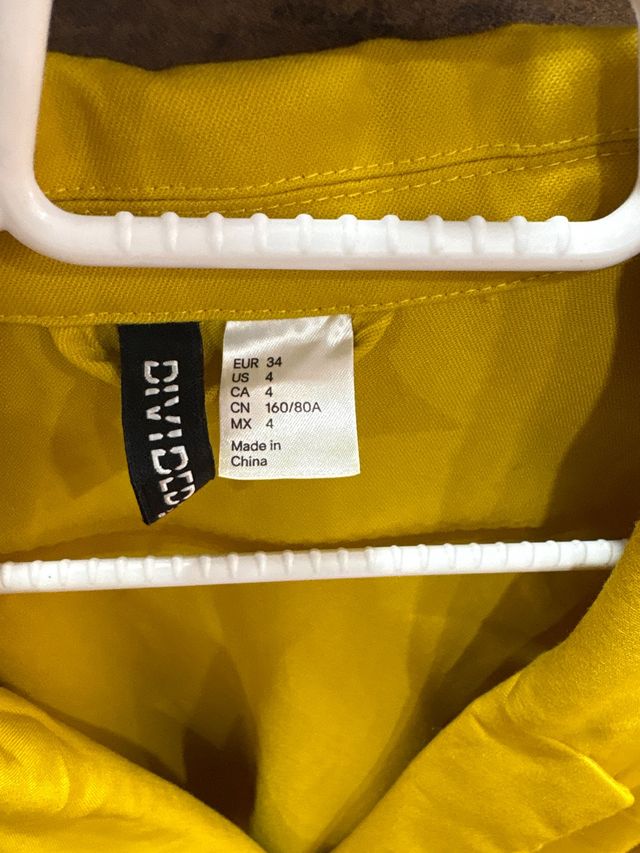 DIVIDED
EUR 34
US 4
CA 4
CN 160/80A
MX 4
Made in
China